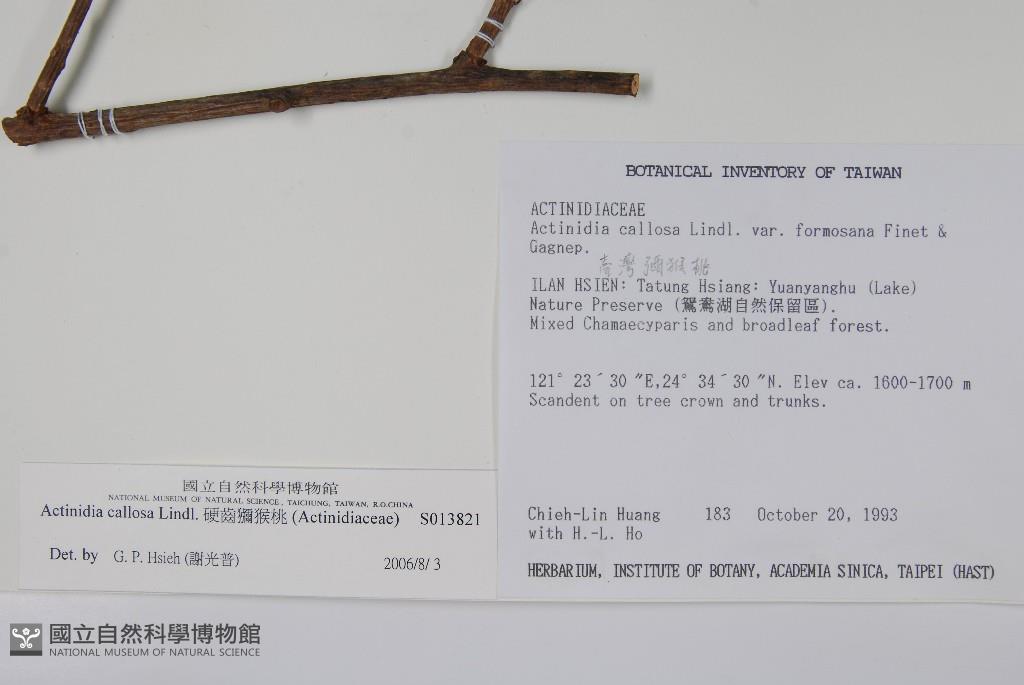 BOTANICAL INVENTORY OF TAIWAN
ACTINIDIACEAE
Actinidia callosa Lindl. var. formosana Finet &
Gagnep.
臺灣獼猴桃
ILAN HSIEN: Tatung Hsiang: Yuanyanghu (Lake)
Nature Preserve (鴛鴦湖自然保留區).
Mixed Chamaecyparis and broadleaf forest.
121° 23´30 ″E,24° 34´30 ″N. Elev ca. 1600-1700 m
Scandent on tree crown and trunks.
Chieh-Lin Huang 183 October 20, 1993
with H.-L. Ho
HERBARIUM, INSTITUTE OF BOTANY, ACADEMIA SINICA, TAIPEI (HAST)
國立自然科學博物館
NATIONAL MUSEUM OF NATURAL SCIENCE, TAICHUNG, TAIWAN, R.O.CHINA
Actinidia callosa Lindl. 硬齒獼猴桃 (Actinidiaceae) S013821
Det. by G. P. Hsieh (謝光普) 2006/8/3
國立自然科學博物館
NATIONAL MUSEUM OF NATURAL SCIENCE